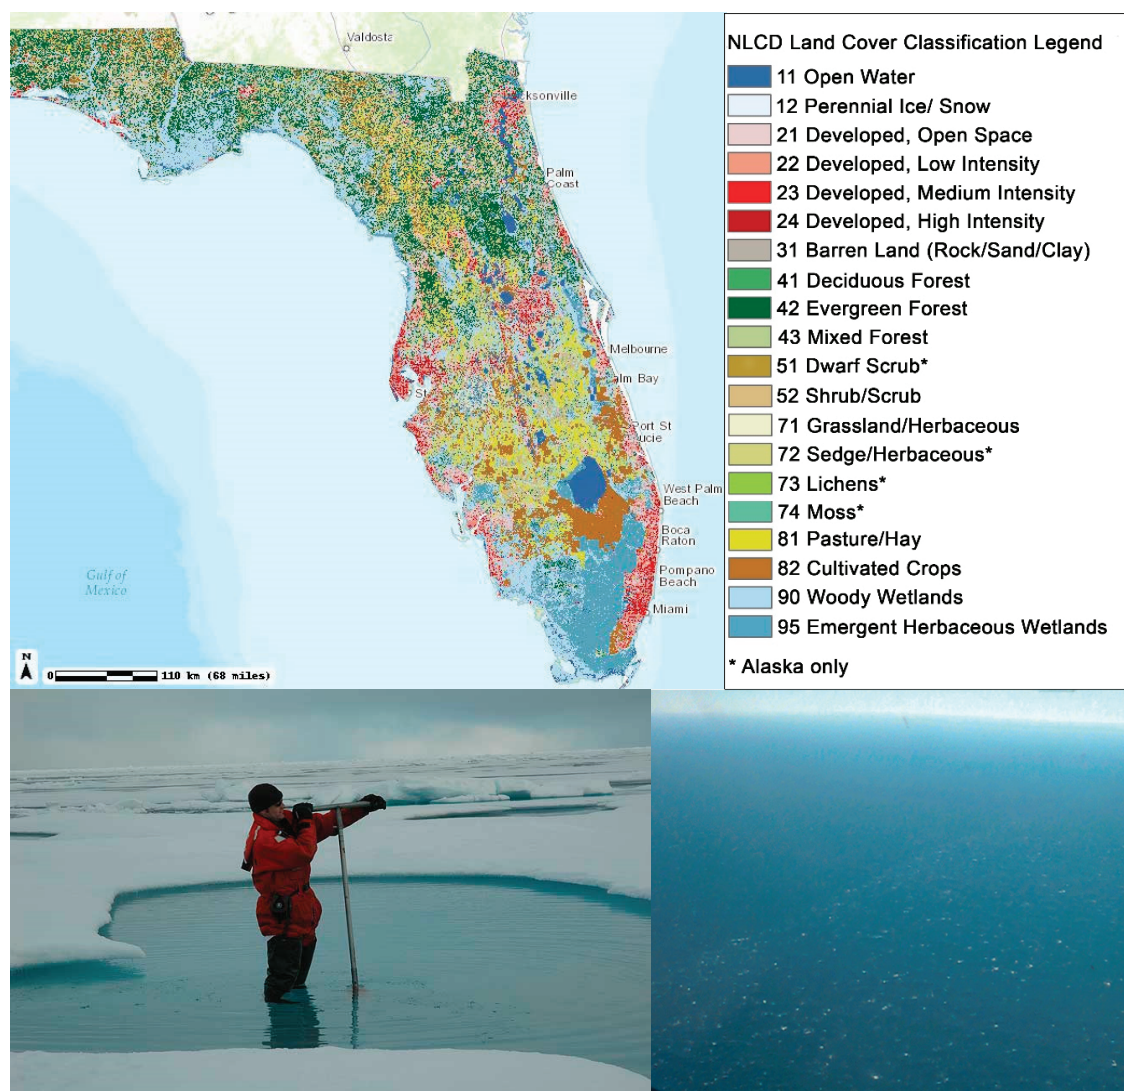 Valdosta
cksonville
Palm
Coast
Melbourne
alm Bay
St
Port St
ucie
West Palm
Beach
Boca
Raton
Pompano
Beach
Miami
Gulf of
Mexico
N
0 110 km (68 miles)
NLCD Land Cover Classification Legend
11 Open Water
12 Perennial Ice/ Snow
21 Developed, Open Space
22 Developed, Low Intensity
23 Developed, Medium Intensity
24 Developed, High Intensity
31 Barren Land (Rock/Sand/Clay)
41 Deciduous Forest
42 Evergreen Forest
43 Mixed Forest
51 Dwarf Scrub*
52 Shrub/Scrub
71 Grassland/Herbaceous
72 Sedge/Herbaceous*
73 Lichens*
74 Moss*
81 Pasture/Hay
82 Cultivated Crops
90 Woody Wetlands
95 Emergent Herbaceous Wetlands
* Alaska only